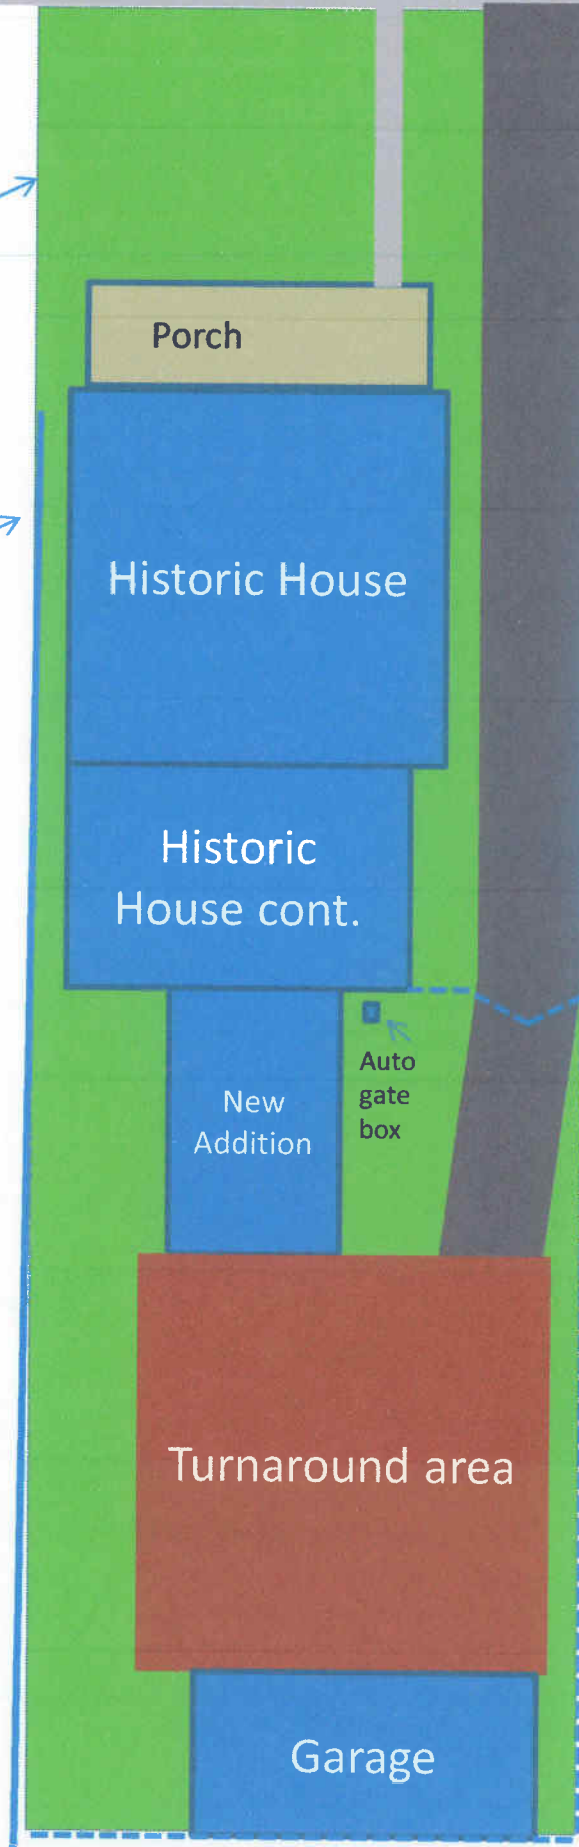 Porch
Historic House
Historic
House cont.
Auto
gate
box
New
Addition
Turnaround area
Garage